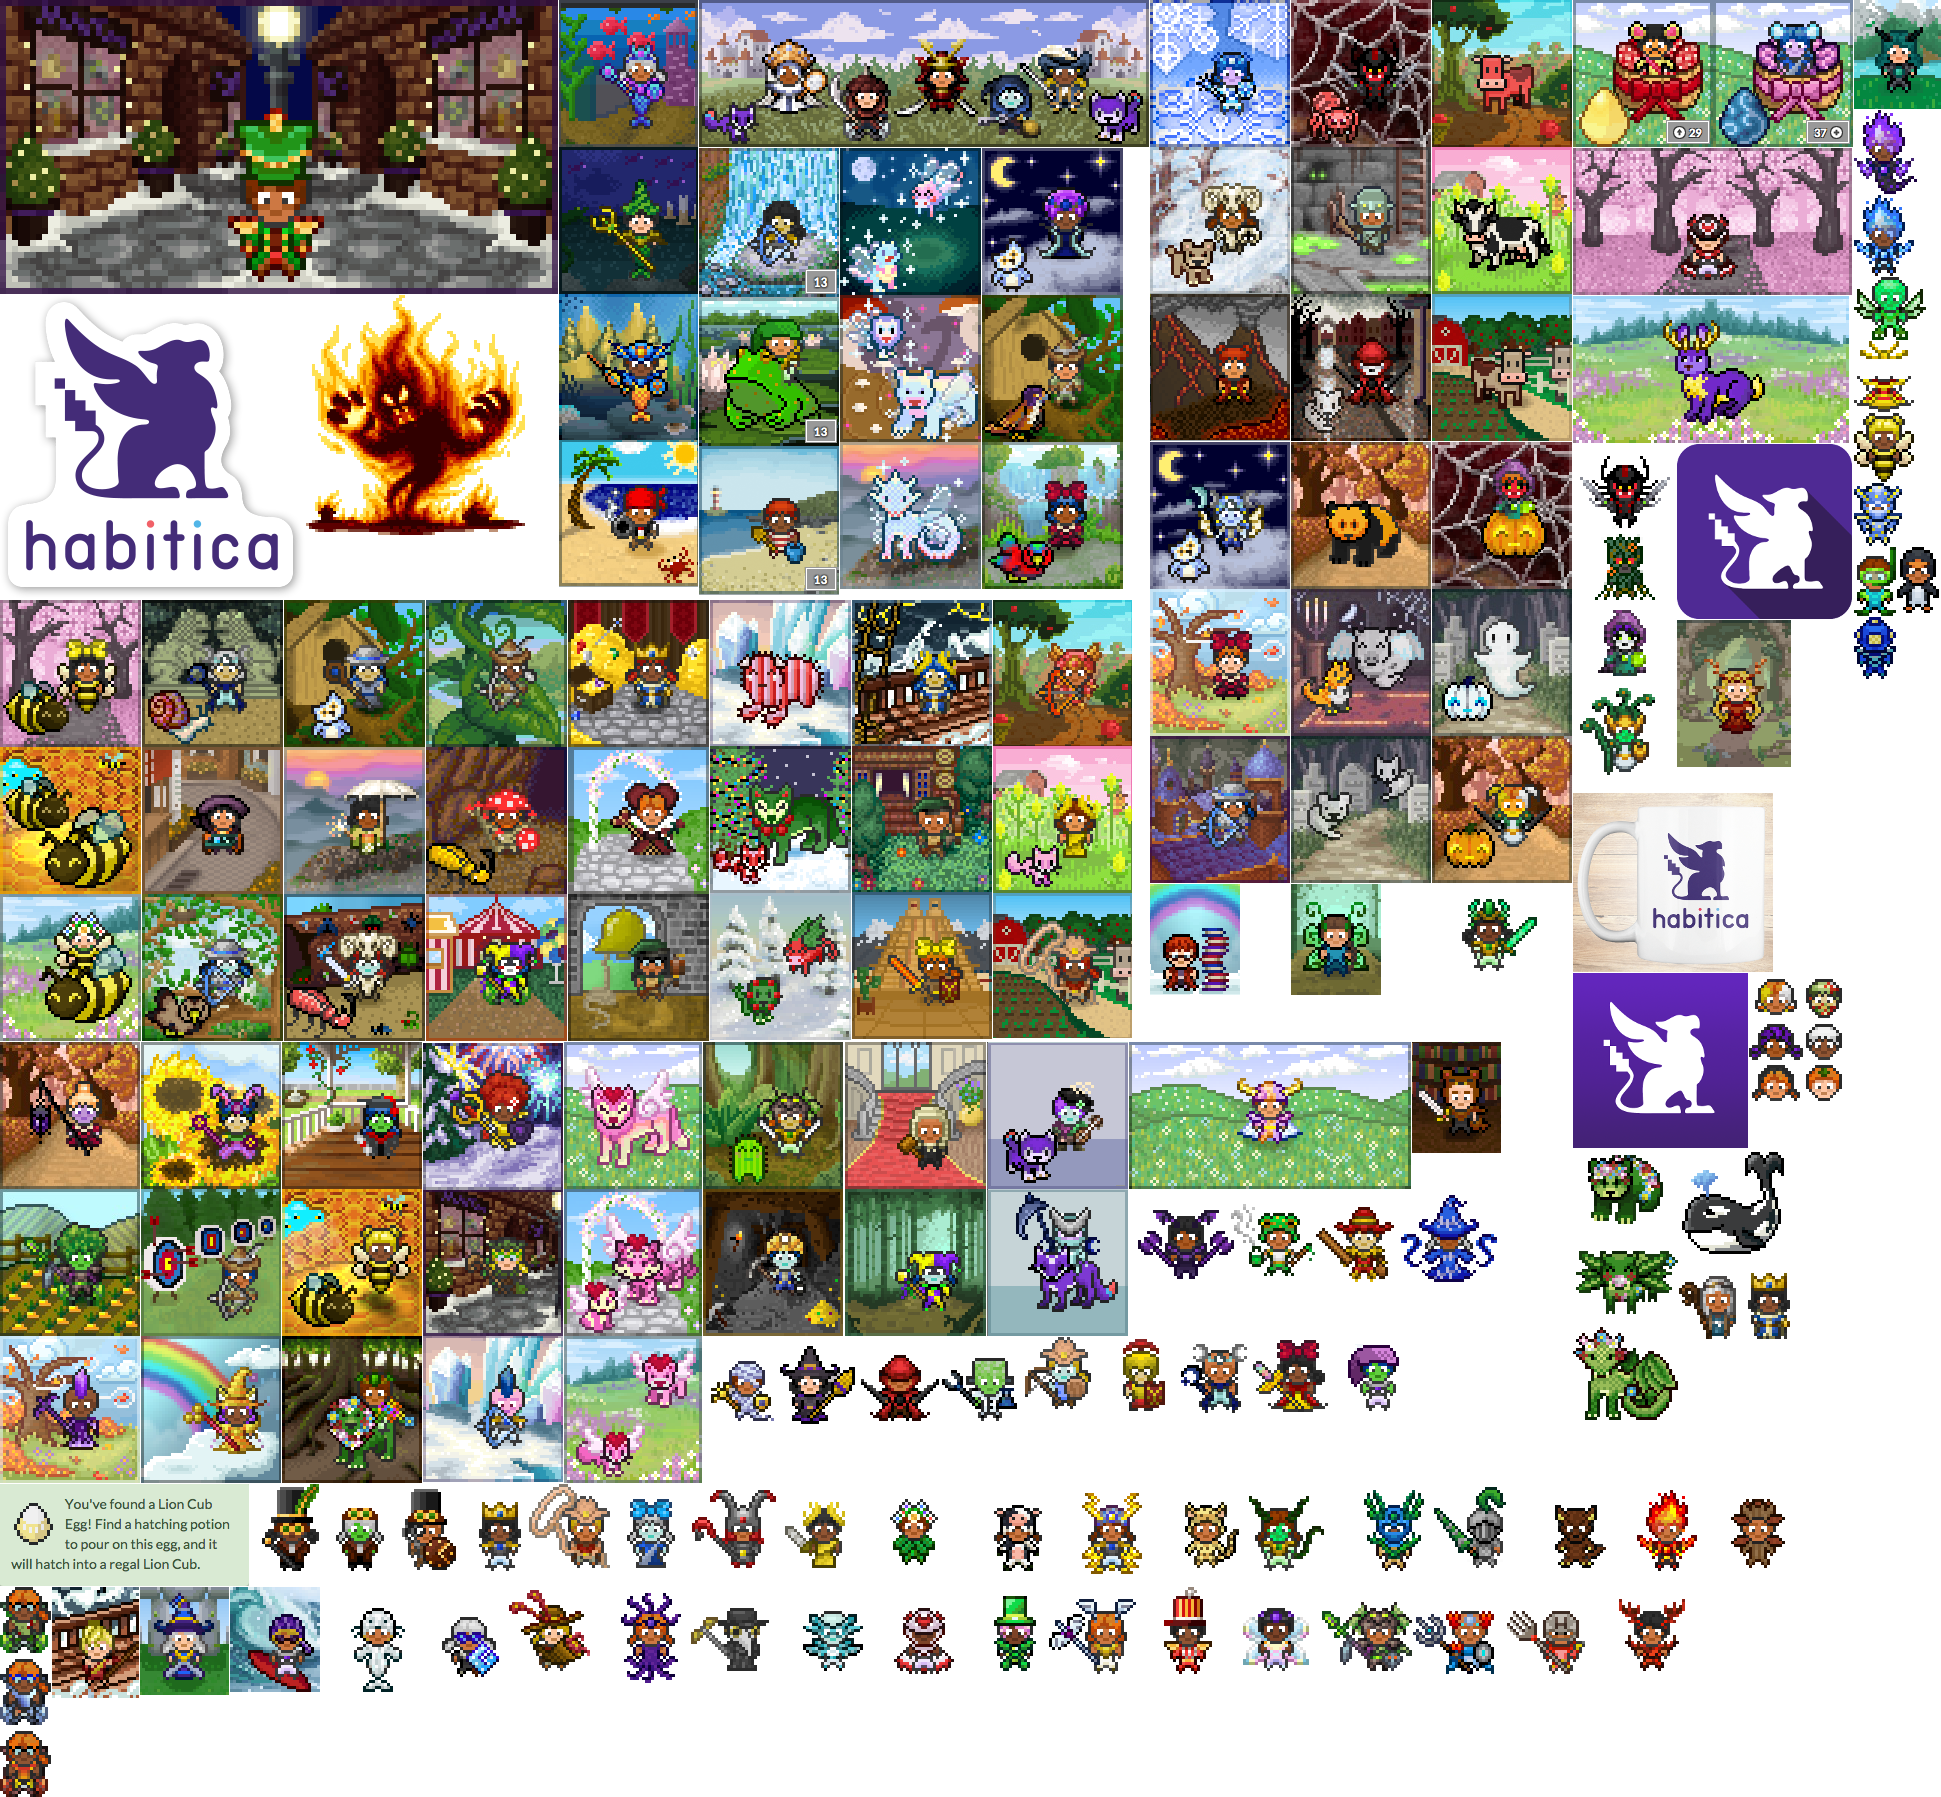 29
37
13
13
13
habitica
habitica
You've found a Lion Cub
Egg! Find a hatching potion
to pour on this egg, and it
will hatch into a regal Lion Cub.